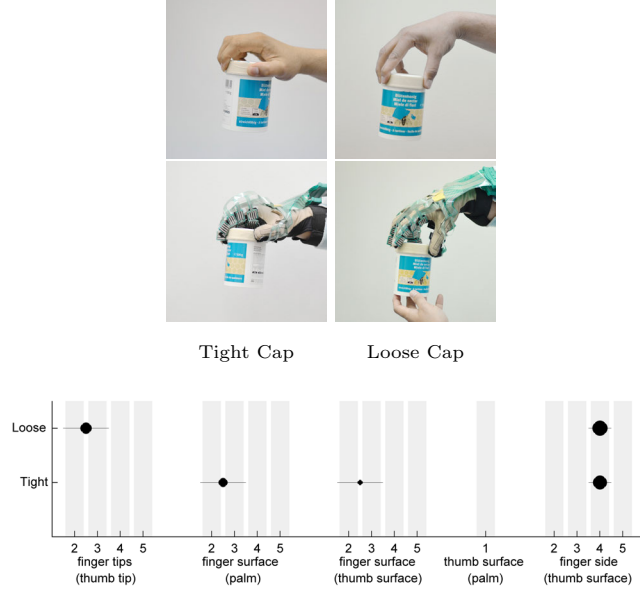 Tight Cap
Loose Cap
Loose
Tight
2 3 4 5
2 3 4 5
2 3 4 5
1
2 3 4 5
finger tips
(thumb tip)
finger surface
(palm)
finger surface
(thumb surface)
thumb surface
(palm)
finger side
(thumb surface)